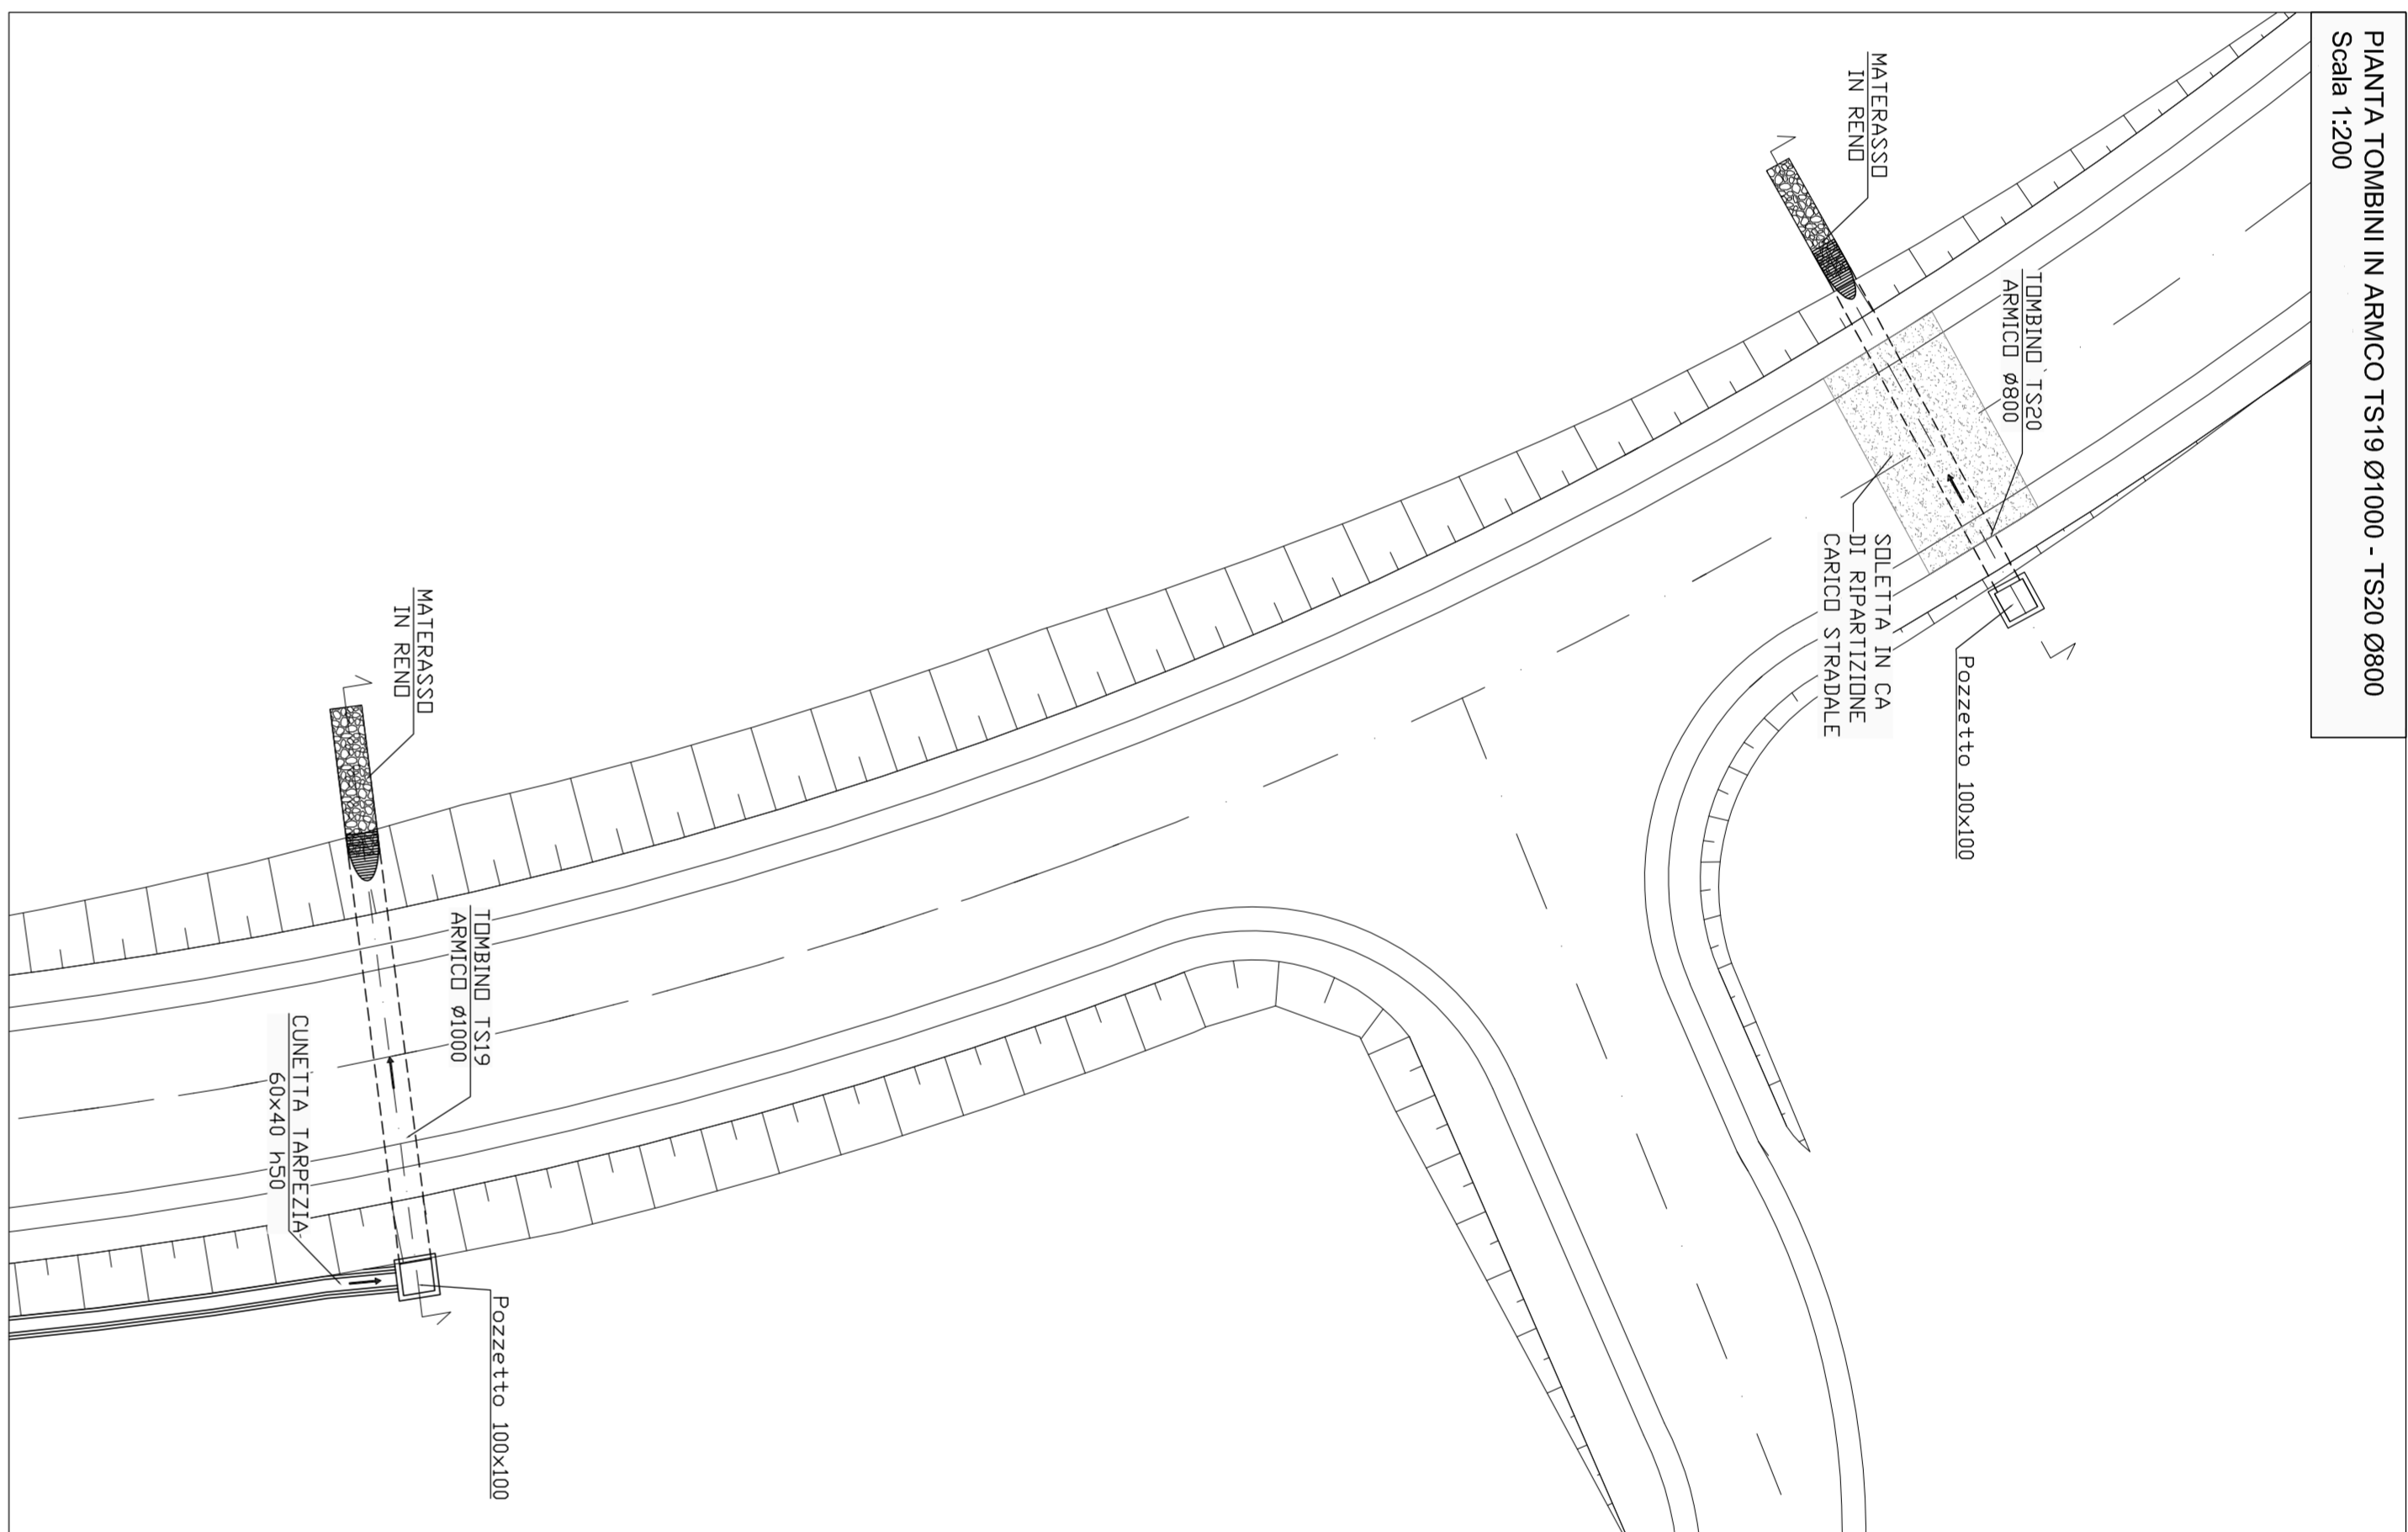 PIANTA TOMBINI IN ARMCO TS19 Ø1000 - TS20 Ø800
Scala 1:200
MATERASSO
IN RENO
TOMBINO TS20
ARMICO Ø800
SOLETTA IN CA
DI RIPARTIZIONE
CARICO STRADALE
Pozzetto 100x100
MATERASSO
IN RENO
TOMBINO TS19
ARMICO Ø1000
CUNETTA TARPEZIA
60x40 h50
Pozzetto 100x100